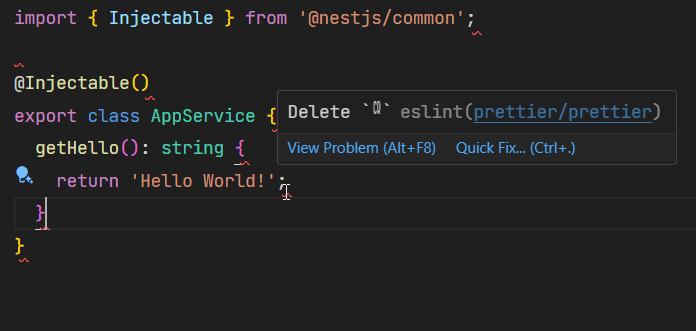 import { Injectable } from '@nestjs/common';
@Injectable()
export class AppService {
Delete `␍` eslint(prettier/prettier)
View Problem (Alt+F8) Quick Fix... (Ctrl+.)
getHello(): string {
return 'Hello World!';
}
}